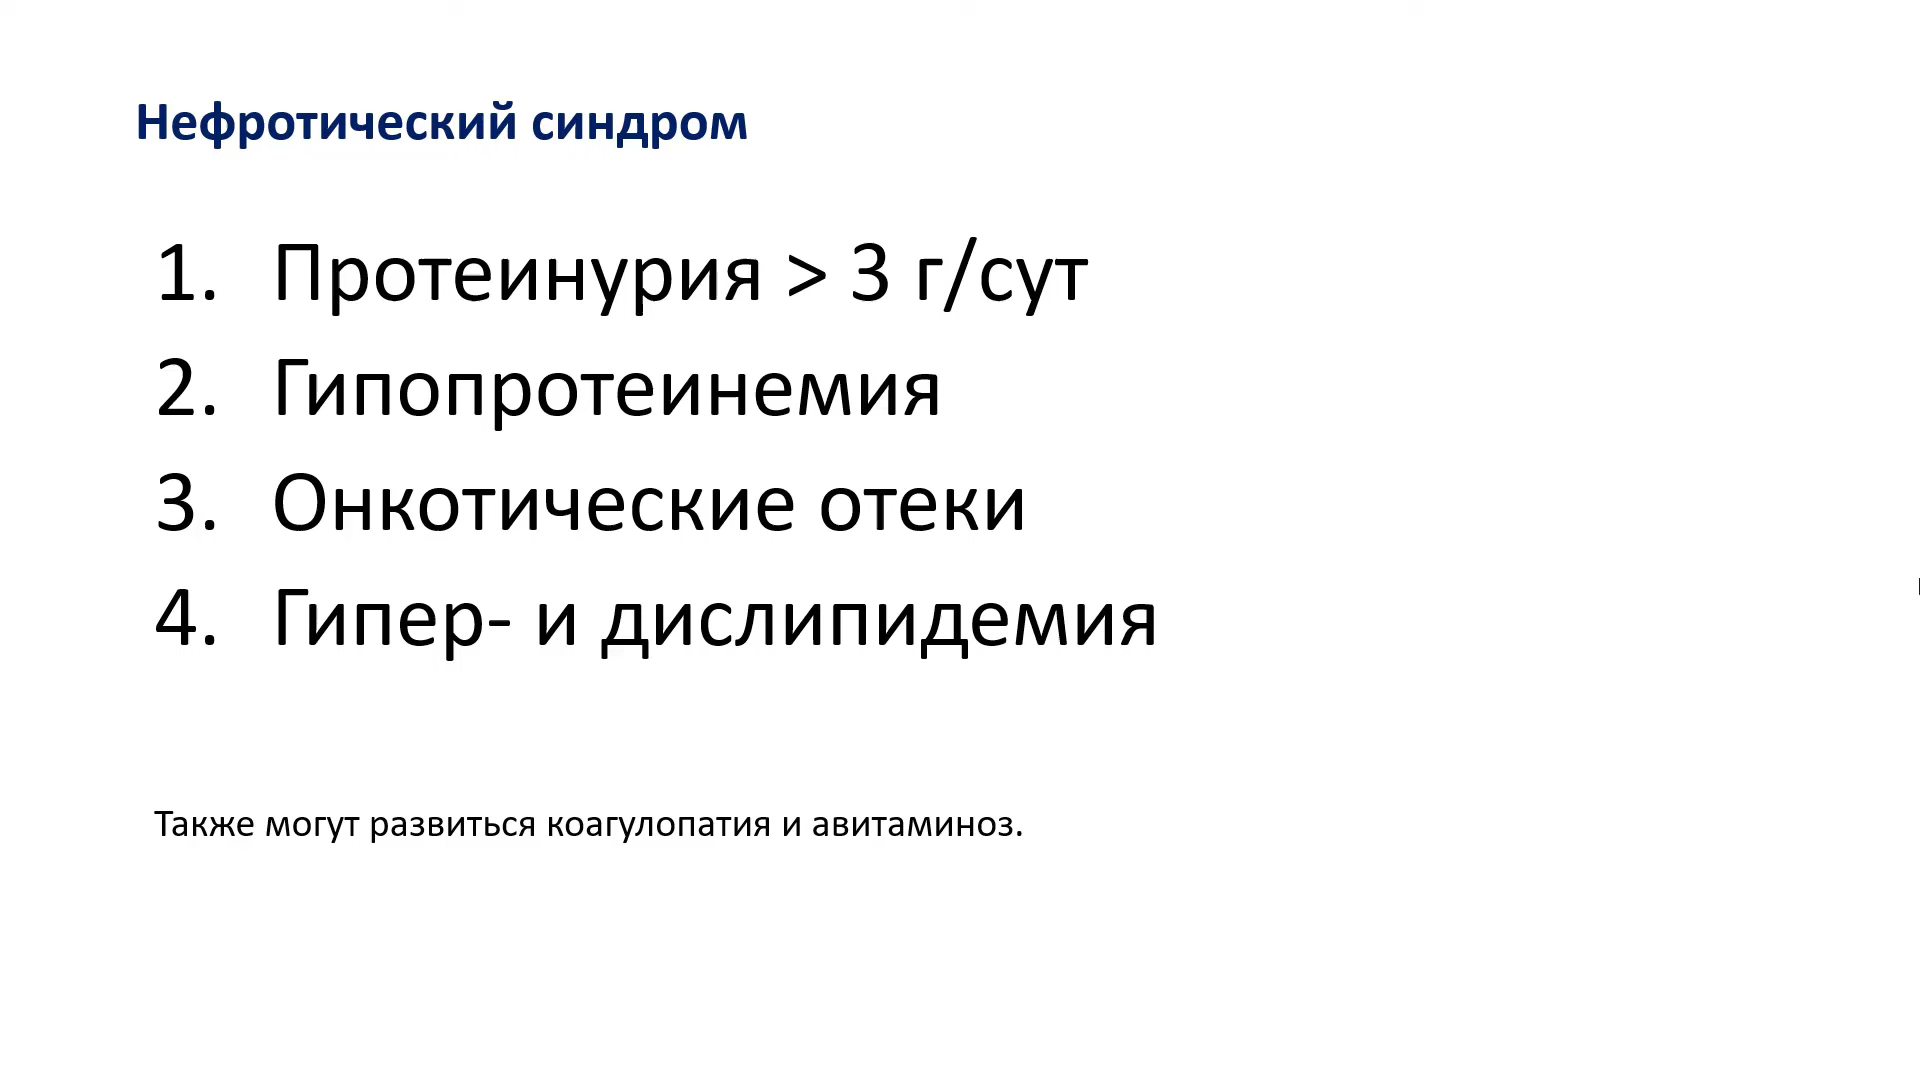 Нефротический синдром
1. Протеинурия > 3 г/сут
2. Гипопротеинемия
3. Онкотические отеки
4. Гипер- и дислипидемия
Также могут развиться коагулопатия и авитаминоз.